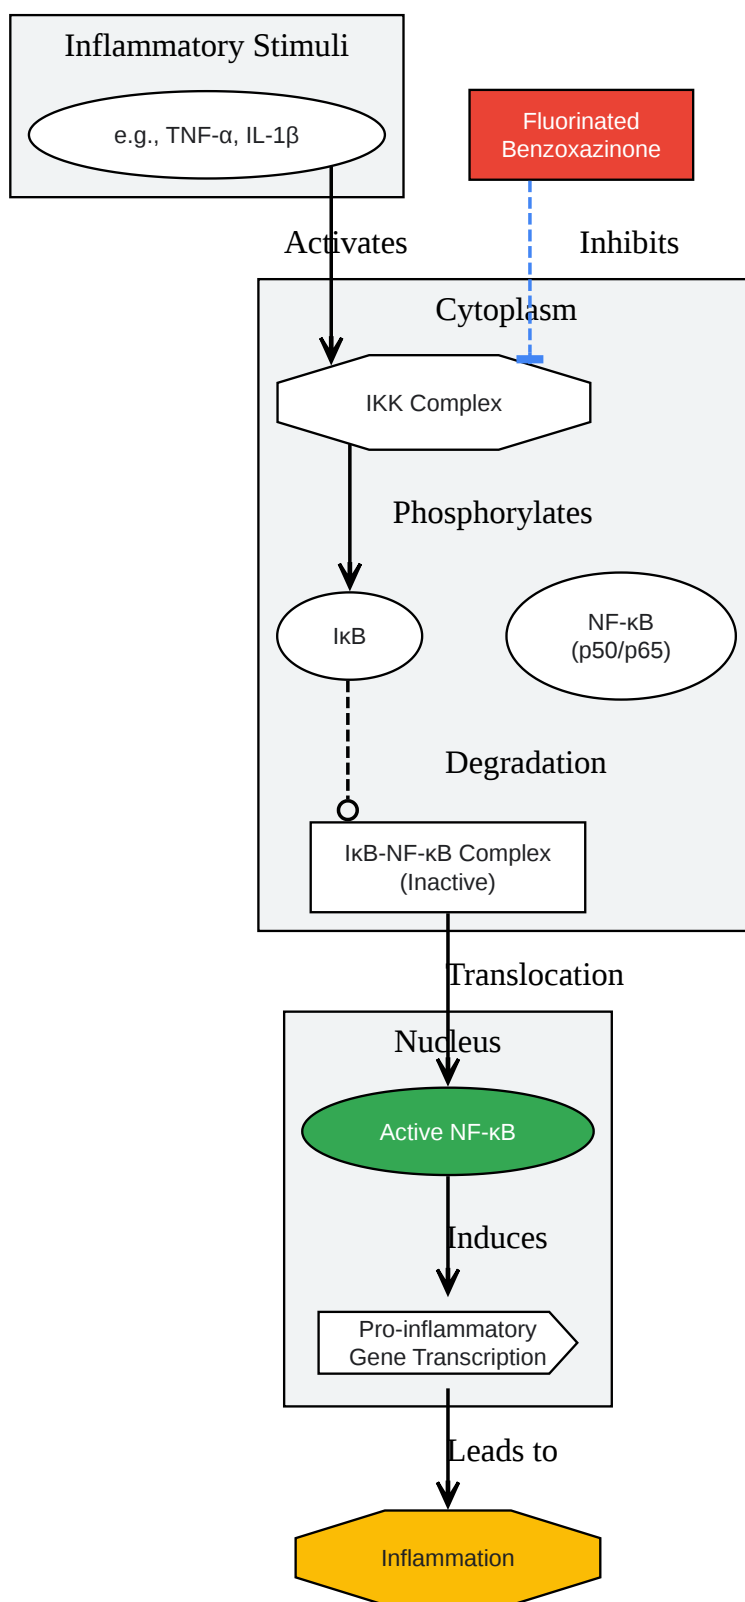 Inflammatory Stimuli
e.g., TNF-α, IL-1β
Fluorinated
Benzoxazinone
Activates
Inhibits
Cytoplasm
IKK Complex
Phosphorylates
IκB
NF-κB
(p50/p65)
Degradation
IκB-NF-κB Complex
(Inactive)
Translocation
Nucleus
Active NF-κB
Induces
Pro-inflammatory
Gene Transcription
Leads to
Inflammation